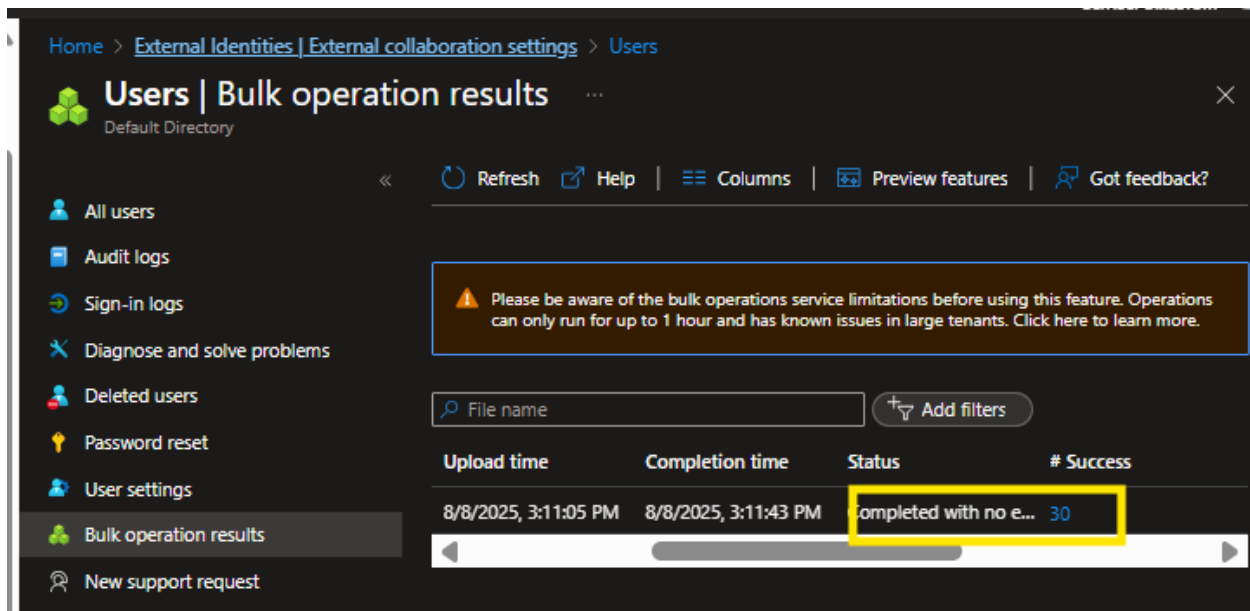 Home > External Identities | External collaboration settings > Users
Users | Bulk operation results ...
Default Directory
Refresh Help | Columns | Preview features | Got feedback?
All users
Audit logs
Sign-in logs
Diagnose and solve problems
Deleted users
Password reset
User settings
Bulk operation results
New support request
Please be aware of the bulk operations service limitations before using this feature. Operations
can only run for up to 1 hour and has known issues in large tenants. Click here to learn more.
File name
Add filters
Upload time Completion time Status # Success
8/8/2025, 3:11:05 PM 8/8/2025, 3:11:43 PM Completed with no e... 30